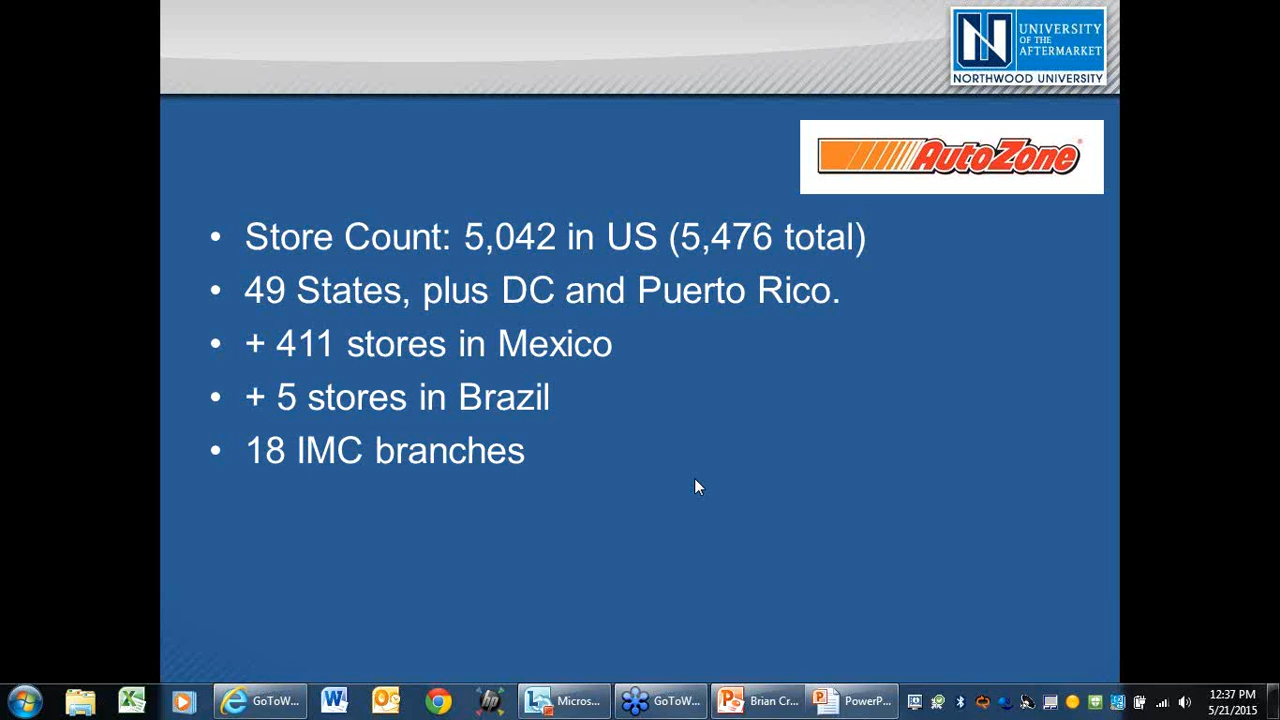 N UNIVERSITY
OF THE
AFTERMARKET
NORTHWOOD UNIVERSITY
AutoZone
• Store Count: 5,042 in US (5,476 total)
• 49 States, plus DC and Puerto Rico.
• + 411 stores in Mexico
• + 5 stores in Brazil
• 18 IMC branches
GoToW... Micros... GoToW... Brian Cr... PowerP... 12:37 PM
5/21/2015